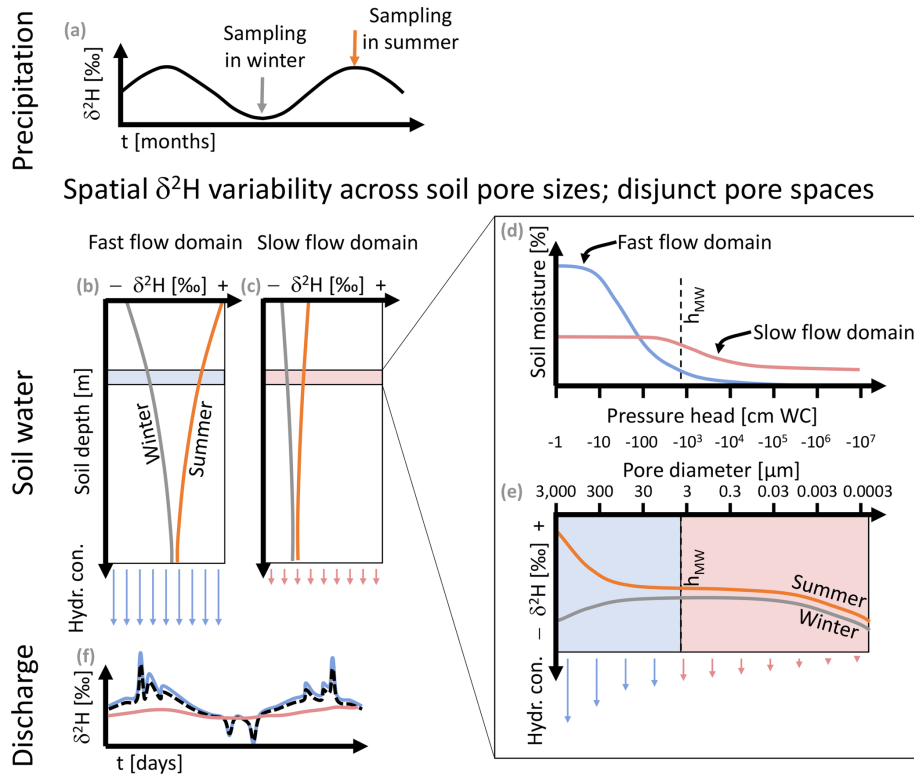 Precipitation
(a)
δ²H [‰]
Sampling
in winter
Sampling
in summer
t [months]
Spatial δ²H variability across soil pore sizes; disjunct pore spaces
Soil water
Fast flow domain
Slow flow domain
(b)
− δ²H [‰] +
(c)
− δ²H [‰] +
Soil depth [m]
Winter
Summer
Hydr. con.
(d)
Soil moisture [%]
Fast flow domain
hMW
Slow flow domain
Pressure head [cm WC]
-1 -10 -100 -10³ -10⁴ -10⁵ -10⁶ -10⁷
Pore diameter [µm]
(e)
3,000 300 30 3 0.3 0.03 0.003 0.0003
− δ²H [‰] +
hMW
Summer
Winter
Hydr. con.
Discharge
(f)
δ²H [‰]
t [days]